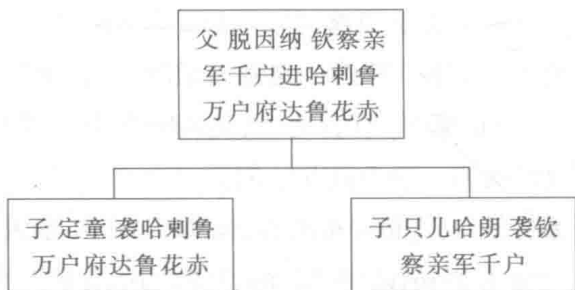 父 脱因纳 钦察亲
军千户进哈剌鲁
万户府达鲁花赤
子 定童 袭哈剌鲁
万户府达鲁花赤
子 只儿哈朗 袭钦
察亲军千户